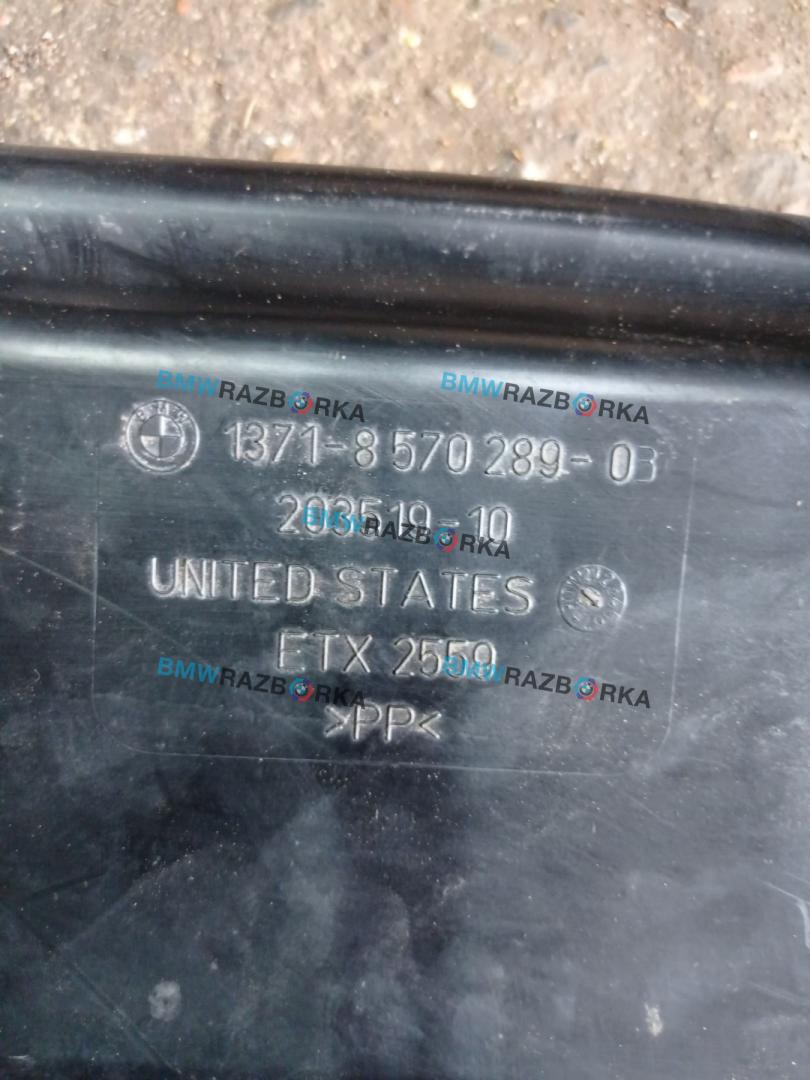 BMWRAZBORKA
BMWRAZBORKA
1371-8 570 289-03
203519-10
BMWRAZBORKA
UNITED STATES
ETX 2559
BMWRAZBORKA
BMWRAZBORKA
>PP<